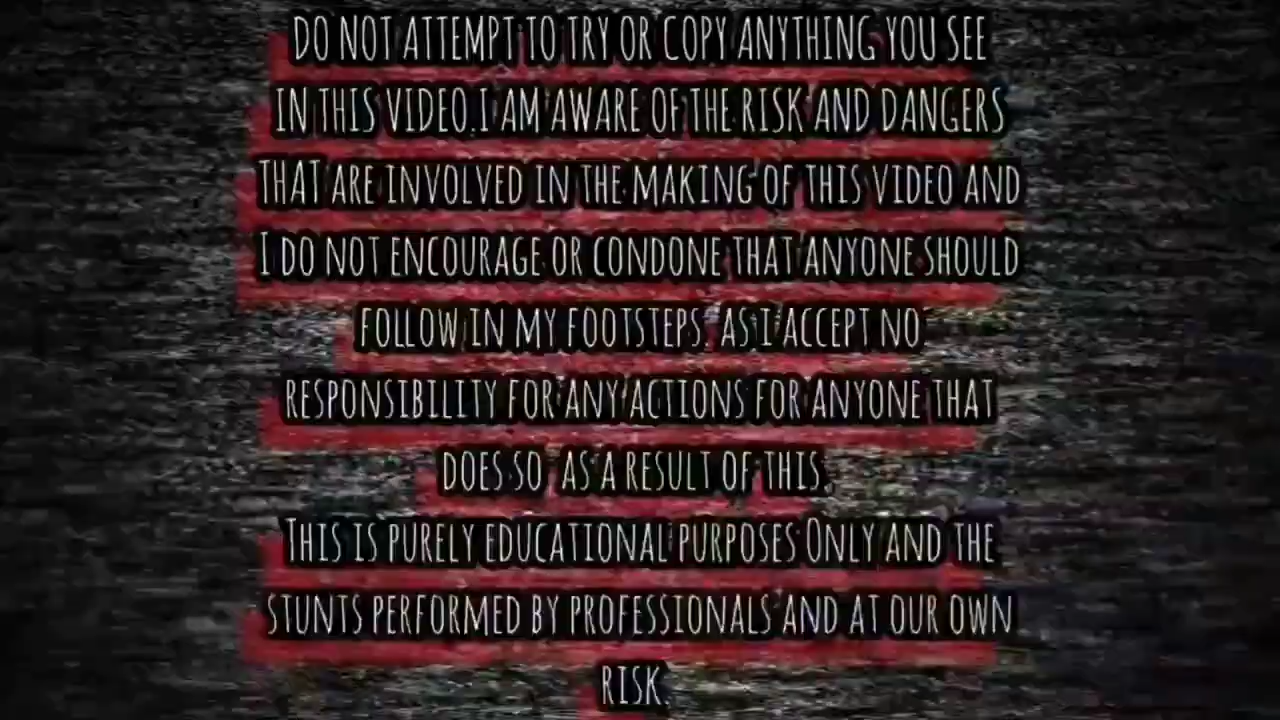 DO NOT ATTEMPT TO TRY OR COPY ANYTHING YOU SEE
IN THIS VIDEO.I AM AWARE OF THE RISK AND DANGERS
THAT ARE INVOLVED IN THE MAKING OF THIS VIDEO AND
I DO NOT ENCOURAGE OR CONDONE THAT ANYONE SHOULD
FOLLOW IN MY FOOTSTEPS, AS I ACCEPT NO
RESPONSIBILITY FOR ANY ACTIONS FOR ANYONE THAT
DOES SO AS A RESULT OF THIS.
THIS IS PURELY EDUCATIONAL PURPOSES ONLY AND THE
STUNTS PERFORMED BY PROFESSIONALS AND AT OUR OWN
RISK.